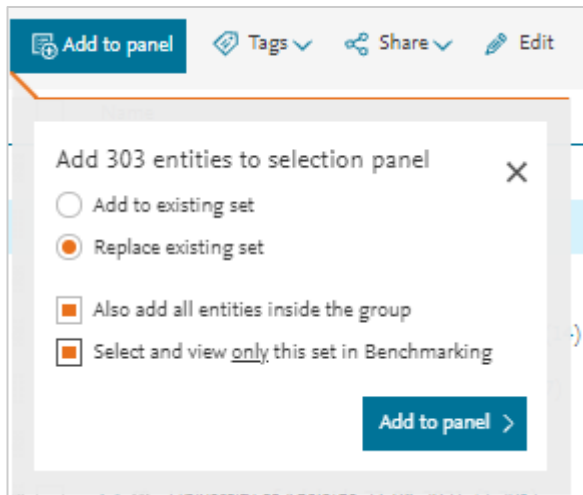 Add to panel Tags Share Edit
Name
Add 303 entities to selection panel
Add to existing set
Replace existing set
Also add all entities inside the group
Select and view only this set in Benchmarking
Add to panel